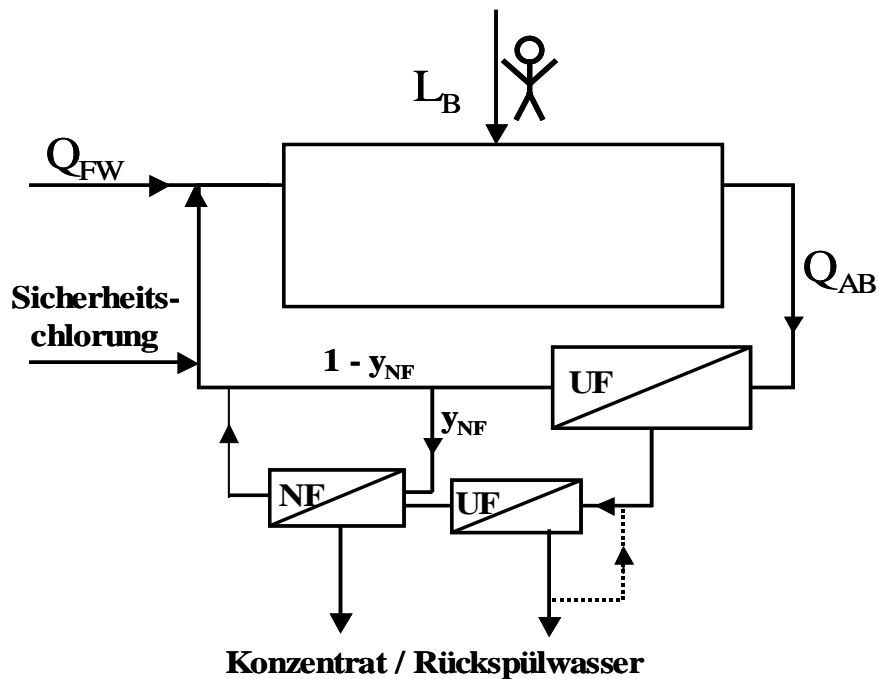 L_B
Q_FW
Q_AB
Sicherheits-
chlorung
1 - y_NF
UF
y_NF
NF
UF
Konzentrat / Rückspülwasser